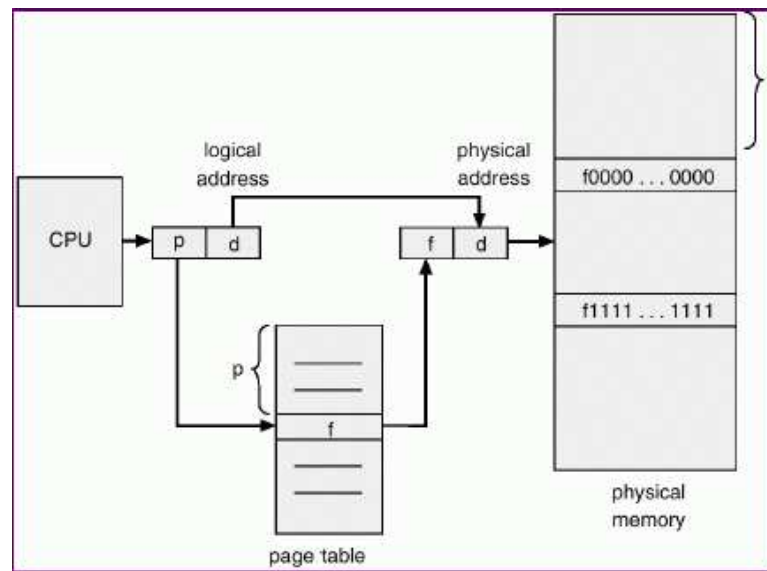 logical
address
physical
address
f0000 . . . 0000
CPU
p
d
f
d
f1111 . . . 1111
p
f
physical
memory
page table